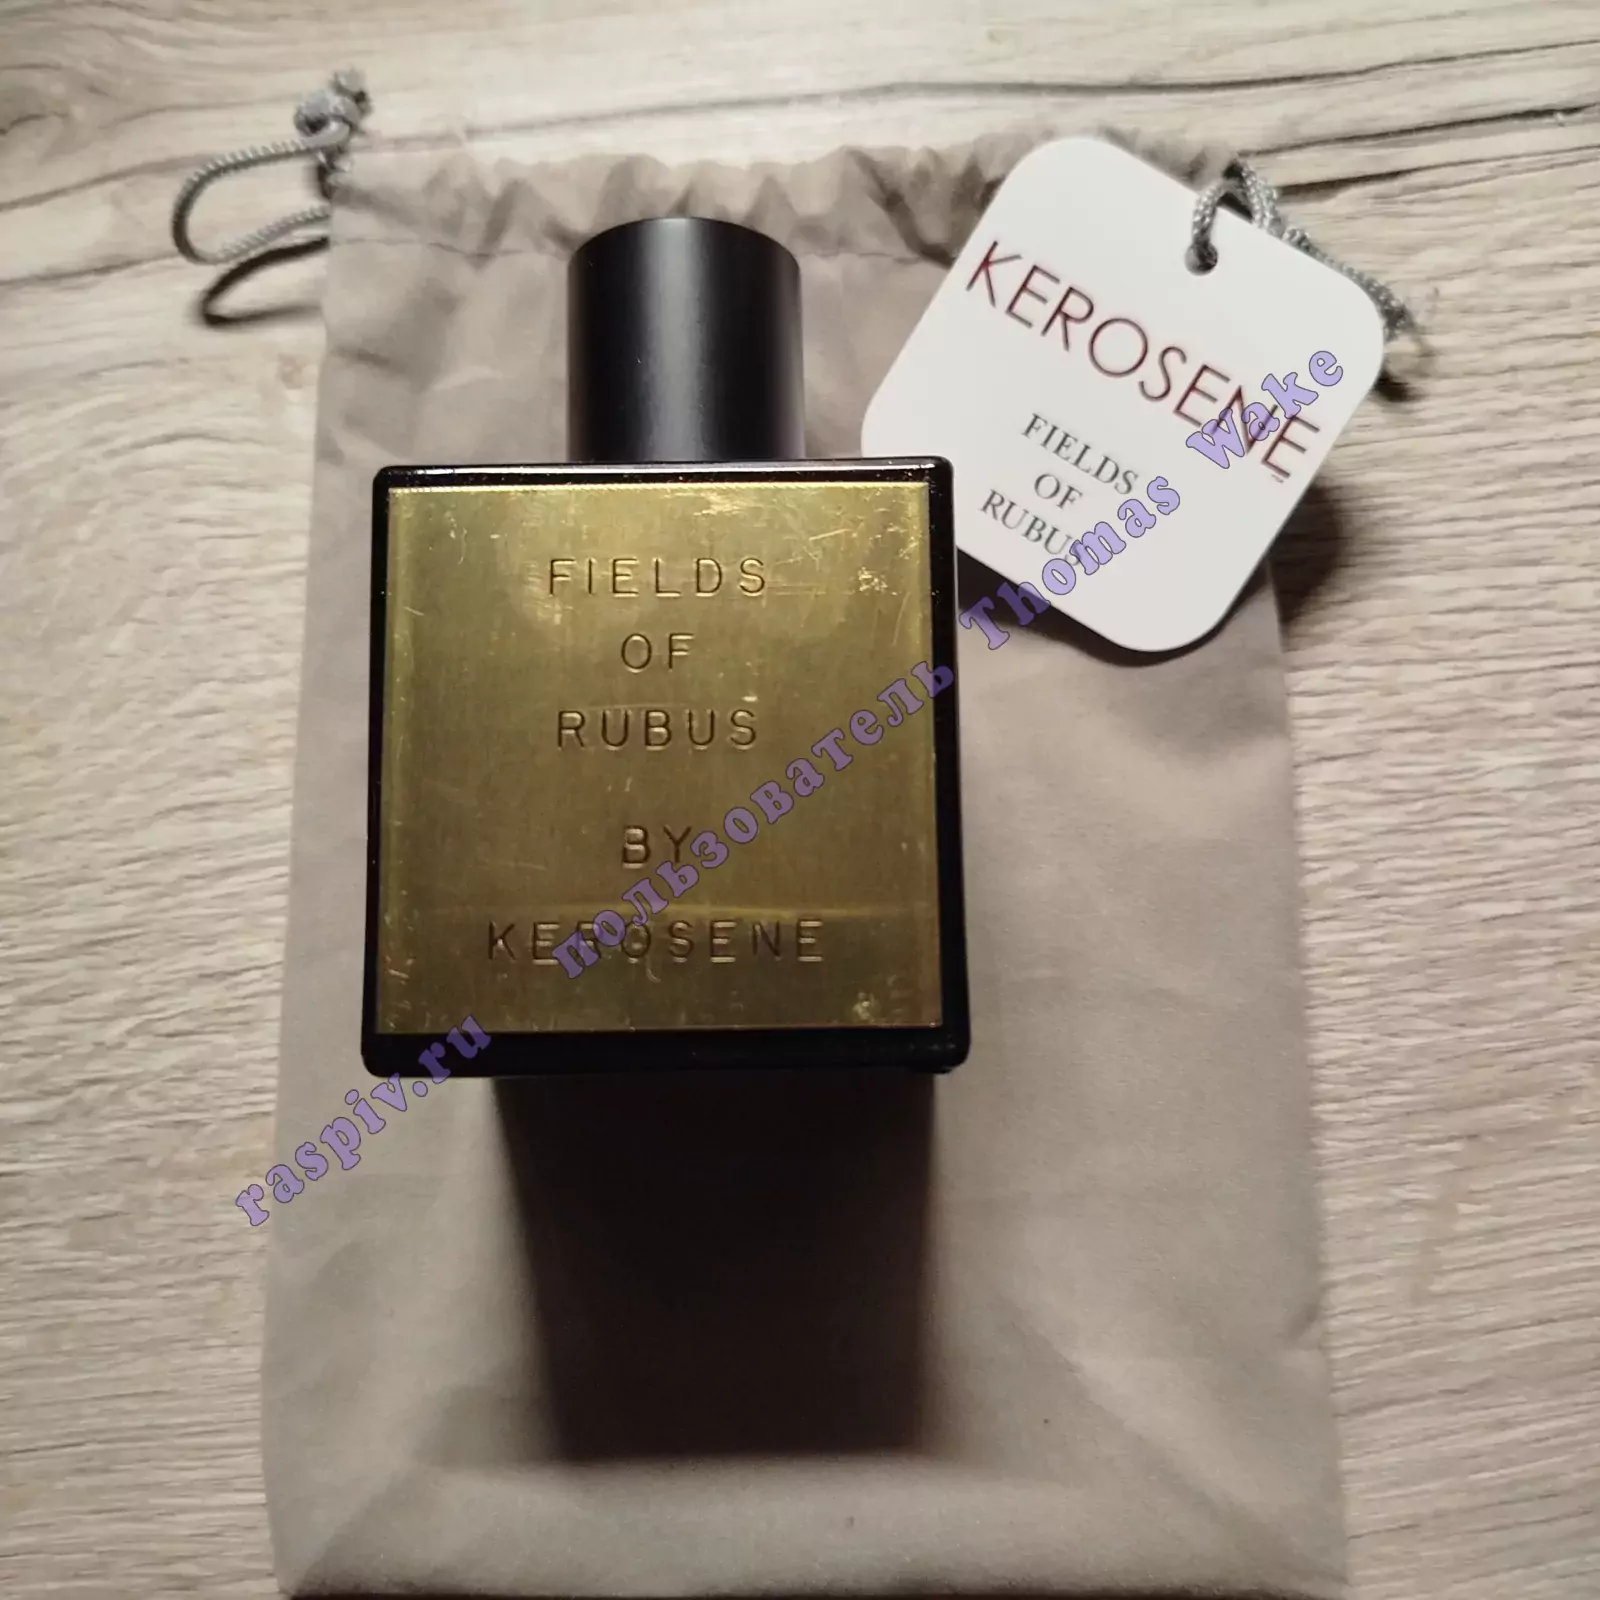 KEROSENE
FIELDS
OF
RUBUS
FIELDS
OF
RUBUS
BY
KEROSENE
raspiv.ru пользователь Thomas Wake